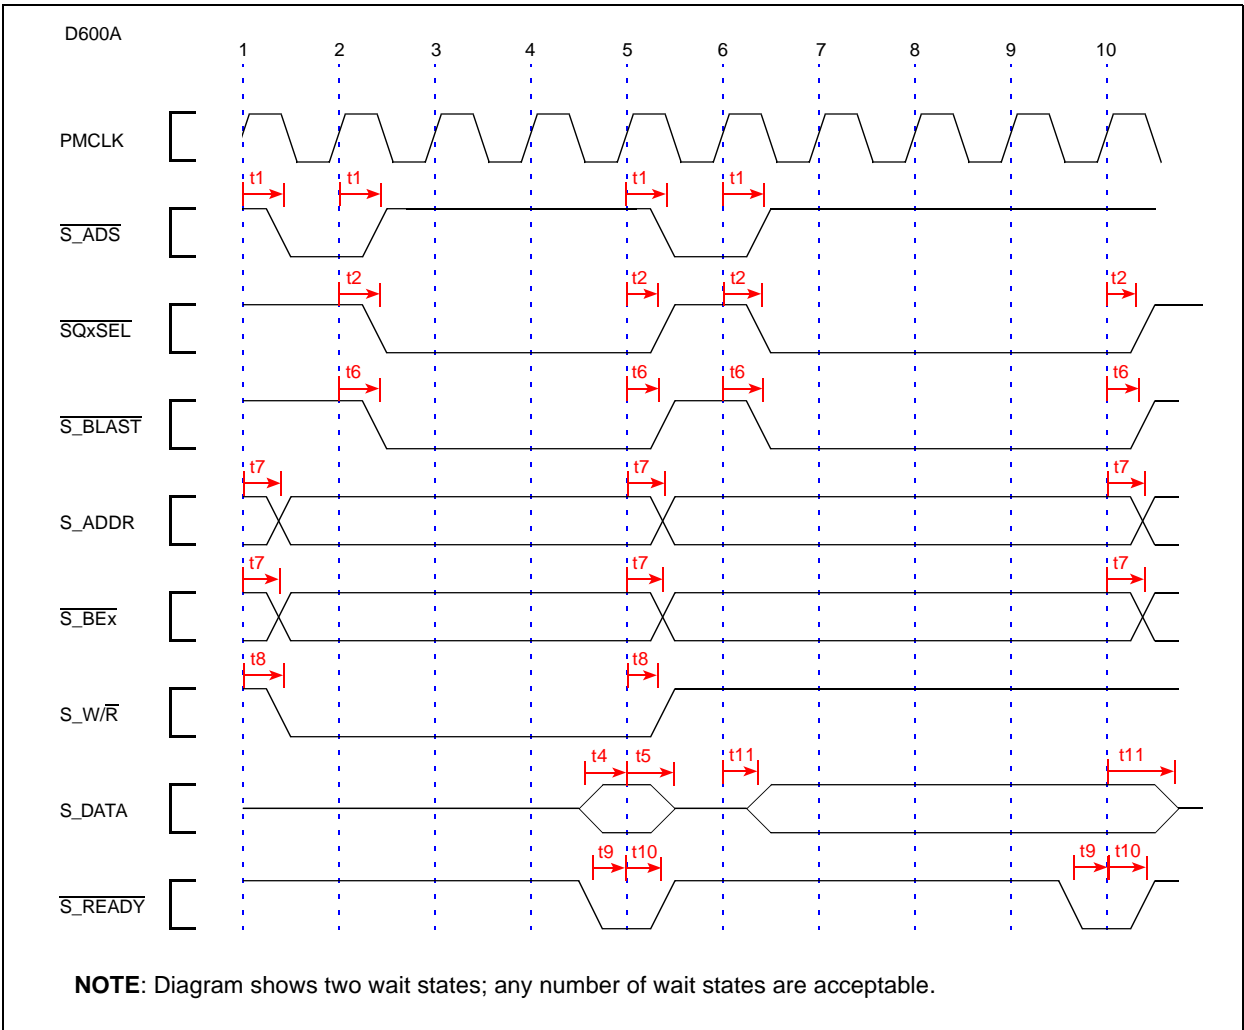 D600A
1 2 3 4 5 6 7 8 9 10
PMCLK
t1 t1 t1 t1
S_ADS
t2 t2 t2 t2
SQxSEL
t6 t6 t6 t6
S_BLAST
t7 t7 t7
S_ADDR
t7 t7 t7
S_BEx
t8 t8
S_W/R
t4 t5 t11 t11
S_DATA
t9 t10 t9 t10
S_READY
NOTE: Diagram shows two wait states; any number of wait states are acceptable.